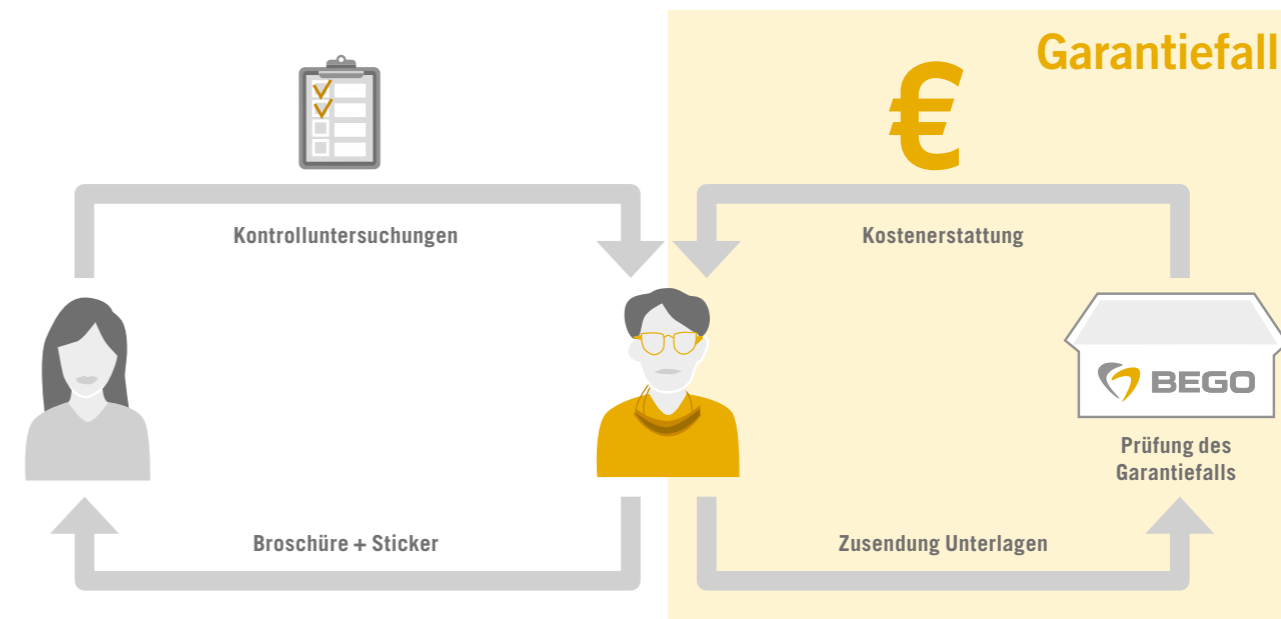 Garantiefall
€
Kontrolluntersuchungen
Kostenerstattung
BEGO
Prüfung des
Garantiefalls
Broschüre + Sticker
Zusendung Unterlagen